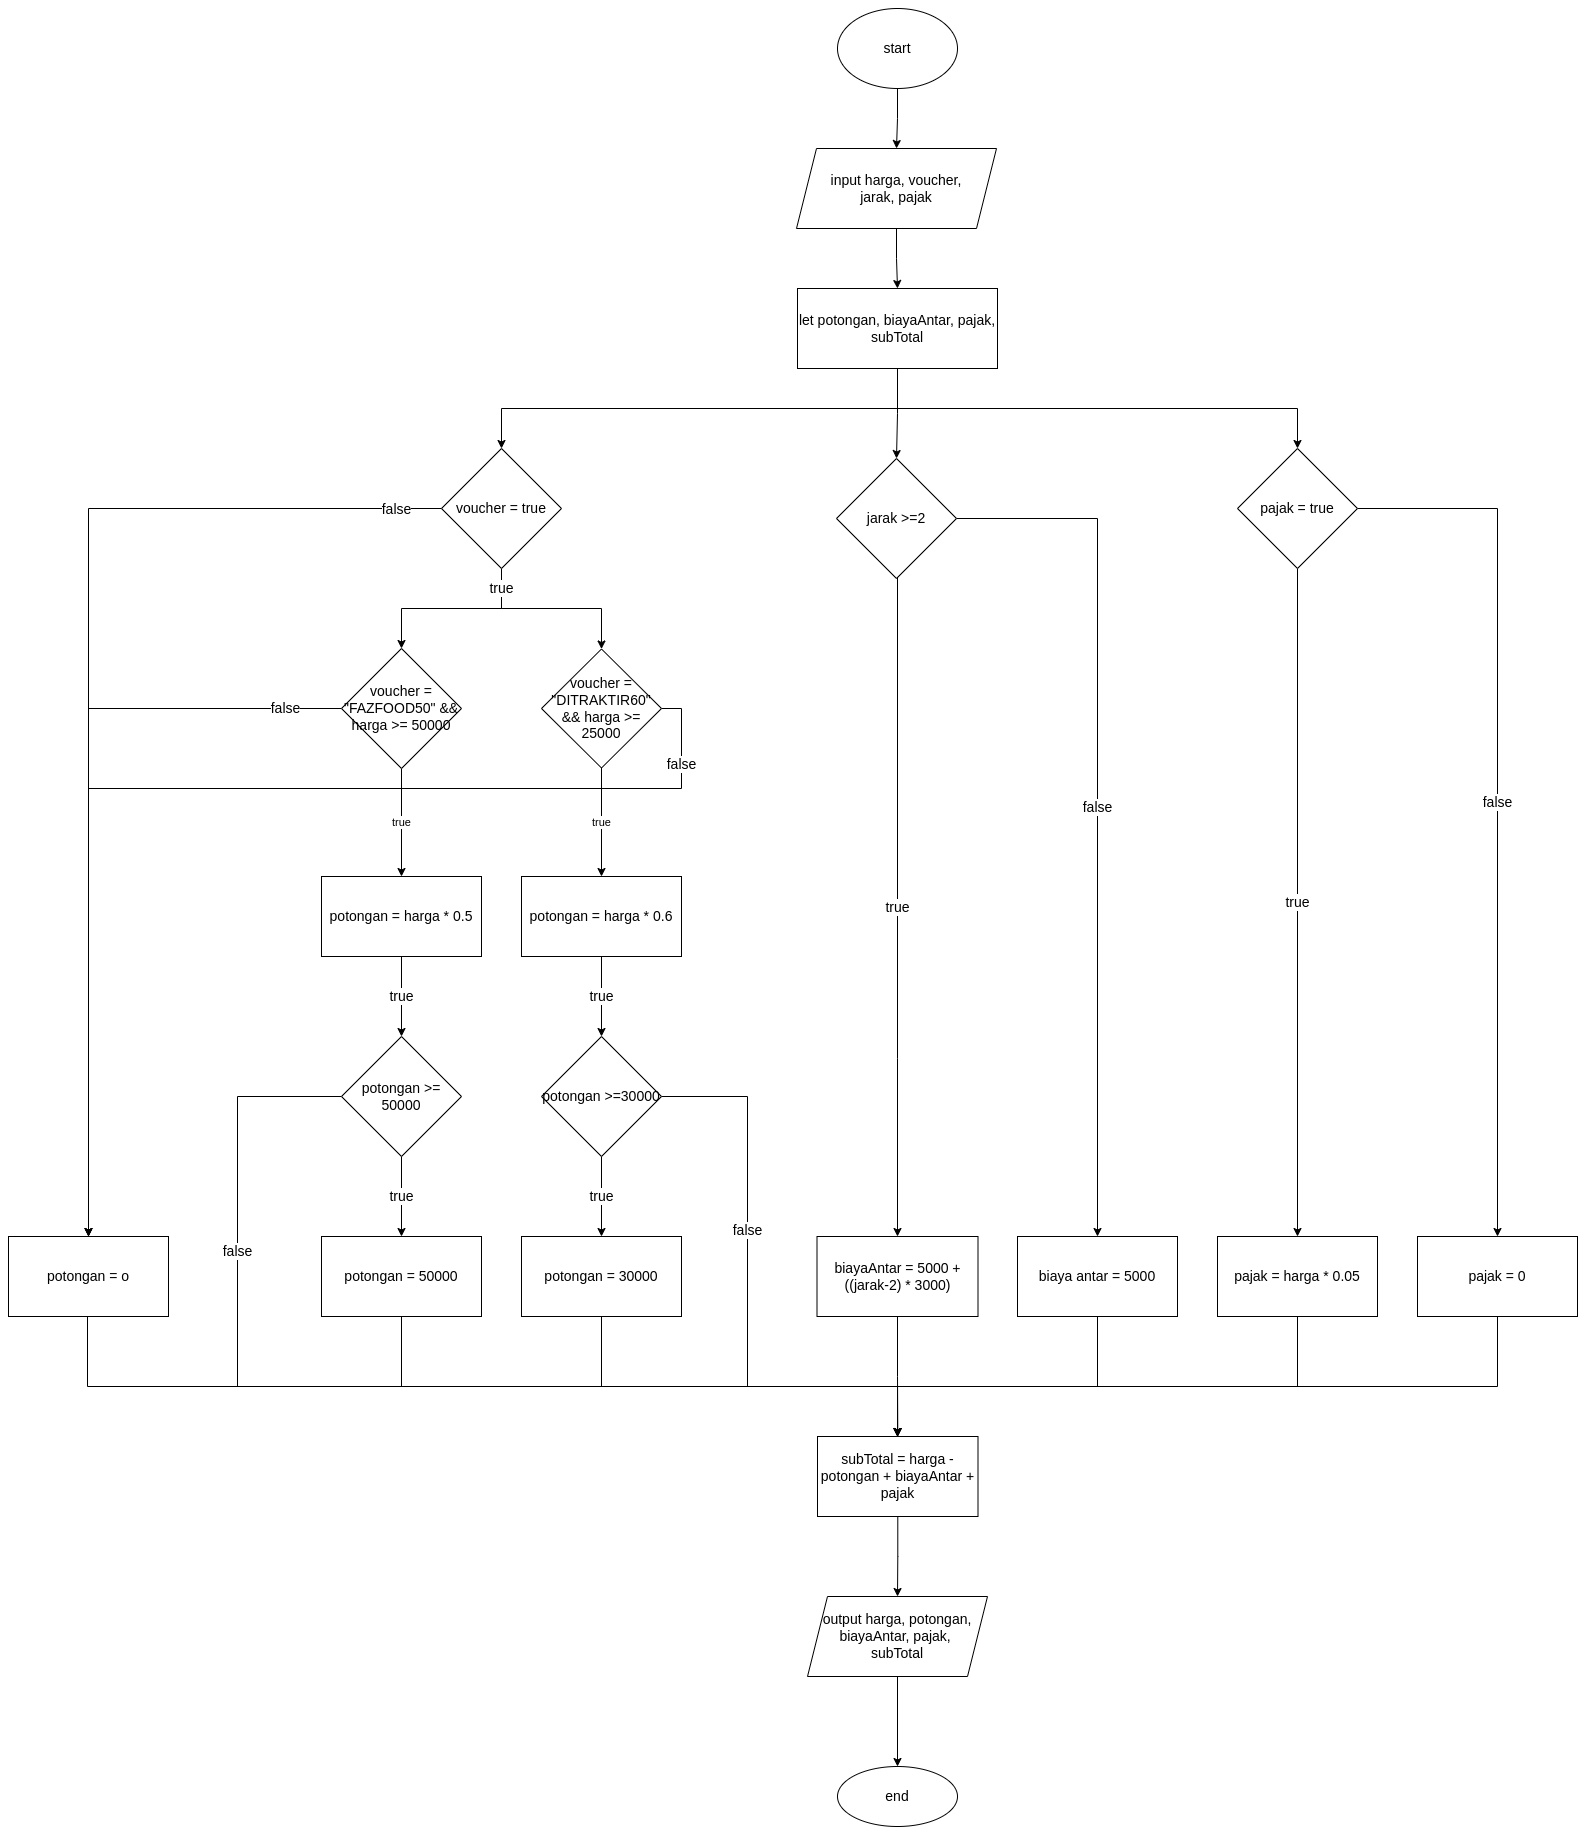 start
input harga, voucher,
jarak, pajak
let potongan, biayaAntar, pajak,
subTotal
voucher = true
jarak >=2
pajak = true
false
true
voucher =
"FAZFOOD50" &&
harga >= 50000
voucher =
"DITRAKTIR60"
&& harga >=
25000
false
false
true
true
false
false
potongan = harga * 0.5
potongan = harga * 0.6
true
true
true
true
potongan >=
50000
potongan >=30000
true
true
false
false
potongan = o
potongan = 50000
potongan = 30000
biayaAntar = 5000 +
((jarak-2) * 3000)
biaya antar = 5000
pajak = harga * 0.05
pajak = 0
subTotal = harga -
potongan + biayaAntar +
pajak
output harga, potongan,
biayaAntar, pajak,
subTotal
end